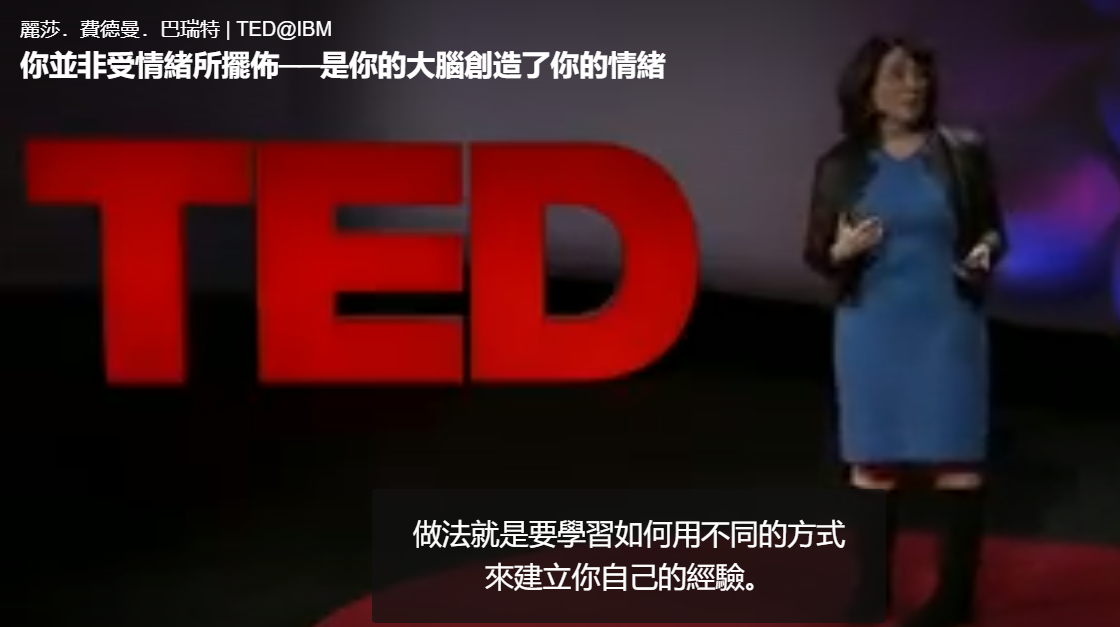 麗莎．費德曼．巴瑞特 | TED@IBM
你並非受情緒所擺佈──是你的大腦創造了你的情緒
TED
做法就是要學習如何用不同的方式
來建立你自己的經驗。